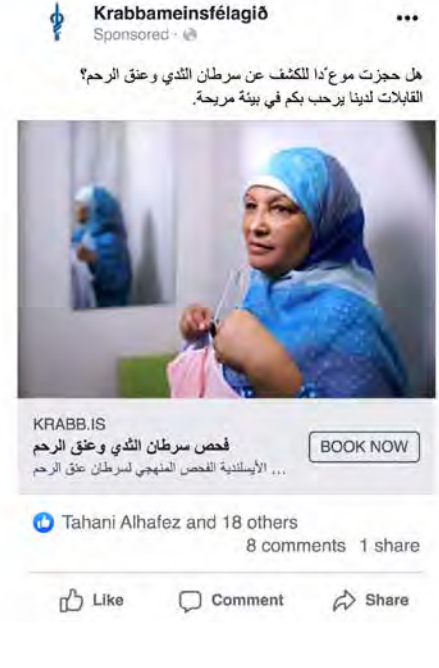 Krabbameinsfélagið
Sponsored ·
هل حجزت موع ًدا للكشف عن سرطان الثدي وعنق الرحم؟
القابلات لدينا يرحب بكم في بيئة مريحة.
KRABB.IS
فحص سرطان الثدي وعنق الرحم
... الأيسلندية الفحص المنهجي لسرطان عنق الرحم
BOOK NOW
Tahani Alhafez and 18 others
8 comments 1 share
Like Comment Share